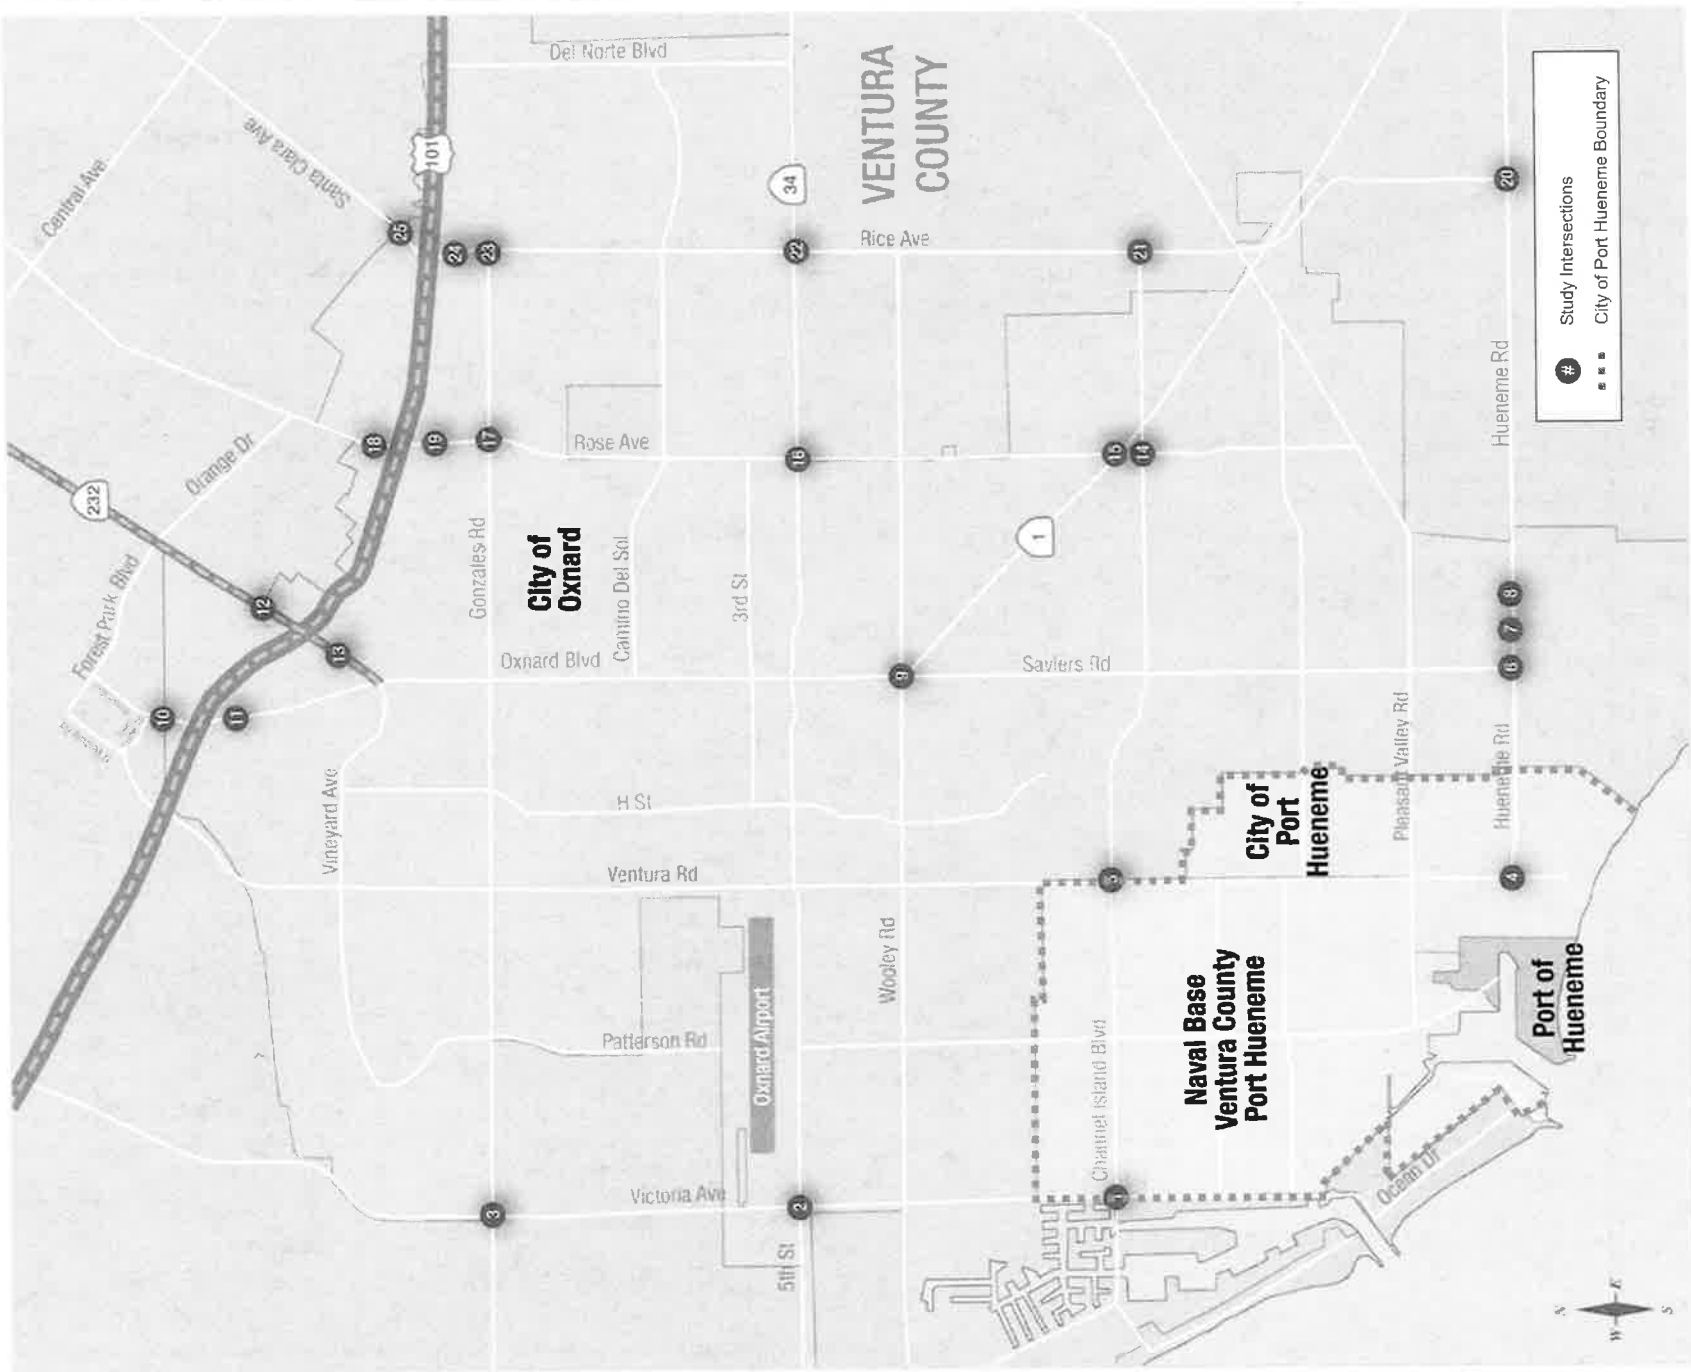 Central Ave
Forest Park Blvd
232
10
Orange Dr
Santa Clara Ave
11
12
Vineyard Ave
13
18
25
101
19
24
3
Gonzales Rd
17
23
Oxnard Blvd
City of
Oxnard
Del Norte Blvd
H St
Camino Del Sol
Rose Ave
Ventura Rd
Patterson Rd
Victoria Ave
3rd St
Oxnard Airport
5th St
2
16
22
34
Wooley Rd
9
Rice Ave
VENTURA
COUNTY
1
Saviers Rd
Channel Island Blvd
15
14
21
Naval Base
Ventura County
Port Hueneme
City of
Port
Hueneme
Ocean Dr
Pleasant Valley Rd
Hueneme Rd
4
6
7
8
Hueneme Rd
20
Port of
Hueneme
# Study Intersections
City of Port Hueneme Boundary
N
W
E
S